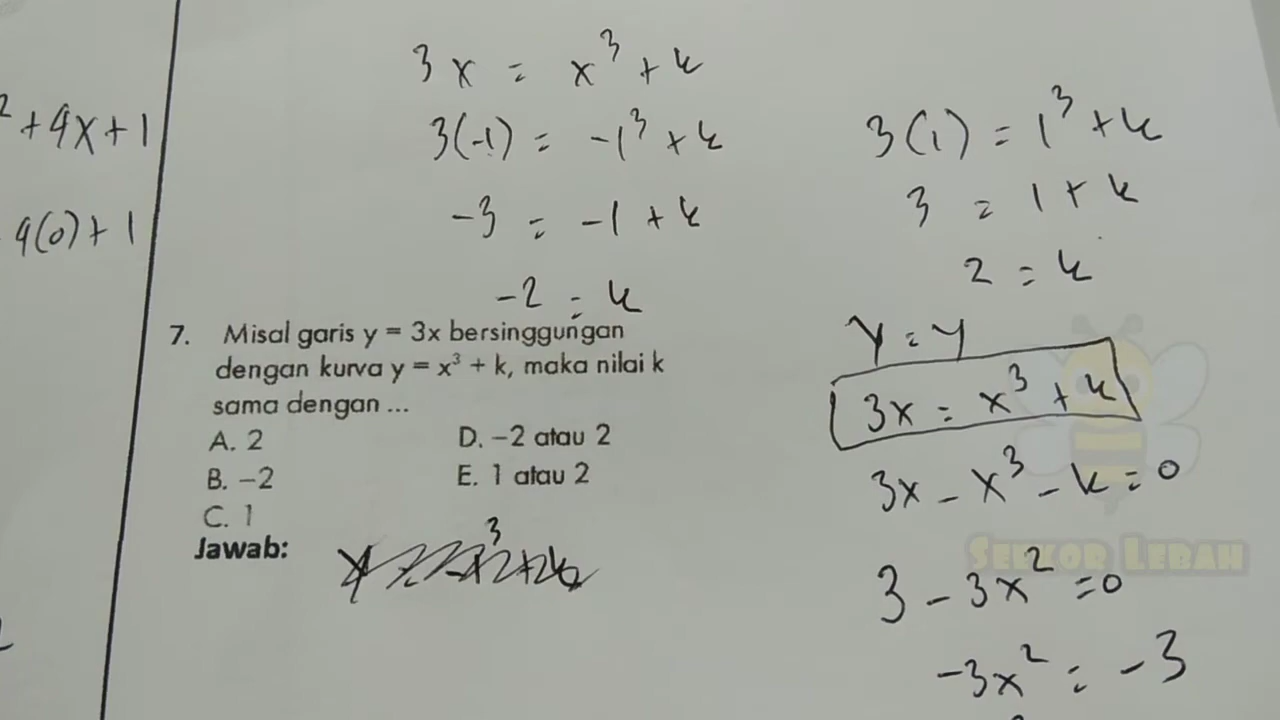 ² + 4x + 1
4(0) + 1
3x = x³ + k
3(-1) = -1³ + k
-3 = -1 + k
-2 = k
3(1) = 1³ + k
3 = 1 + k
2 = k
7. Misal garis y = 3x bersinggungan
dengan kurva y = x³ + k, maka nilai k
sama dengan ...
A. 2
B. –2
C. 1
D. –2 atau 2
E. 1 atau 2
Jawab:
y = y
3x = x³ + k
3x - x³ - k = 0
3 - 3x² = 0
-3x² = -3
SEEKOR LEBAH